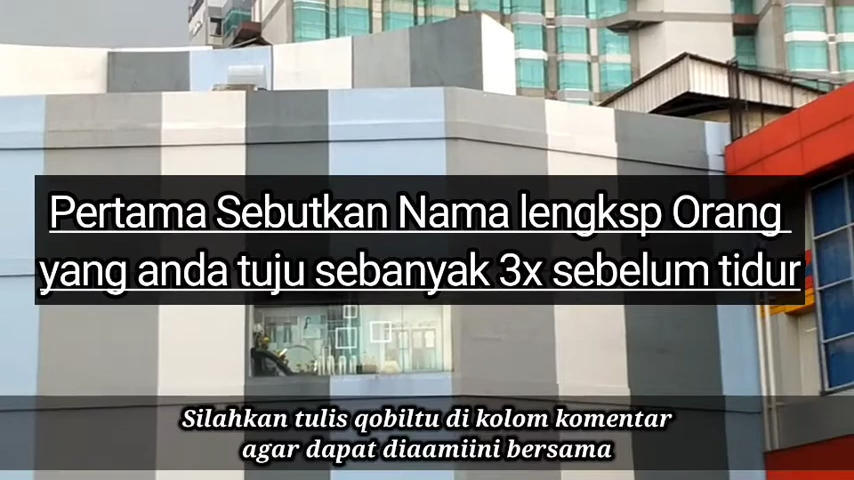 Pertama Sebutkan Nama lengksp Orang
yang anda tuju sebanyak 3x sebelum tidur
Silahkan tulis qobiltu di kolom komentar
agar dapat diaamiini bersama